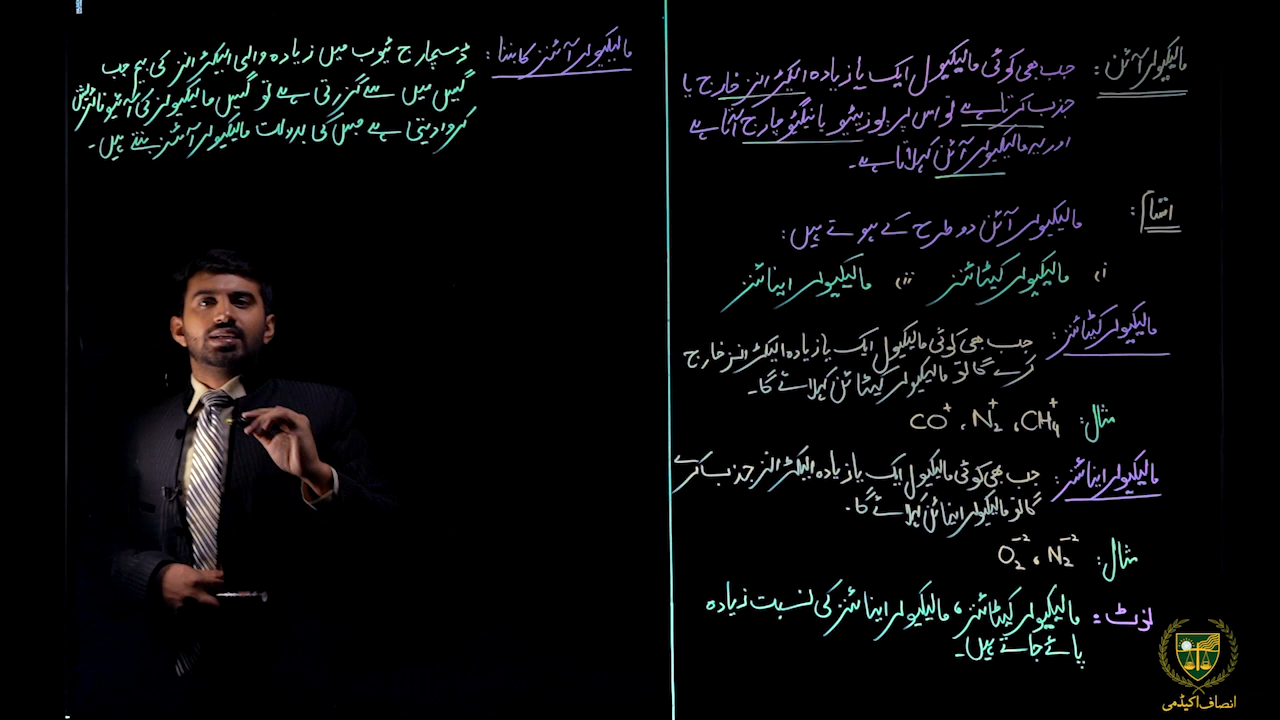 مالیکیولر آئن:
جب بھی کوئی مالیکیول ایک یا زیادہ الیکٹرانز خارج یا
جذب کرتا ہے تو اس پر پوزیٹیو یا نیگٹو چارج آتا ہے
اور یہ مالیکیولر آئن کہلاتا ہے۔
اقسام:
مالیکیولر آئن دو طرح کے ہوتے ہیں:
i، مالیکیولر کیٹائنز ii، مالیکیولر اینائنز
مالیکیولر کیٹائنز:
جب بھی کوئی مالیکیول ایک یا زیادہ الیکٹرانز خارج
کرے گا تو مالیکیولر کیٹائن کہلائے گا۔
مثال: CH₄⁺ ، N₂⁺ ، CO⁺
مالیکیولر اینائنز:
جب بھی کوئی مالیکیول ایک یا زیادہ الیکٹرانز جذب کرے
گا تو مالیکیولر اینائن کہلائے گا۔
مثال: N₂⁻² ، O₂⁻²
نوٹ: مالیکیولر کیٹائنز، مالیکیولر اینائنز کی نسبت زیادہ
پائے جاتے ہیں۔
مالیکیولر آئنز کا بننا:
ڈسچارج ٹیوب میں زیادہ والی الیکٹرانز کی بیم جب
گیس میں سے گزرتی ہے تو گیس مالیکیولز کی آئیونائزیشن
کروا دیتی ہے جس کی بدولت مالیکیولر آئنز بنتے ہیں۔
انصاف اکیڈمی